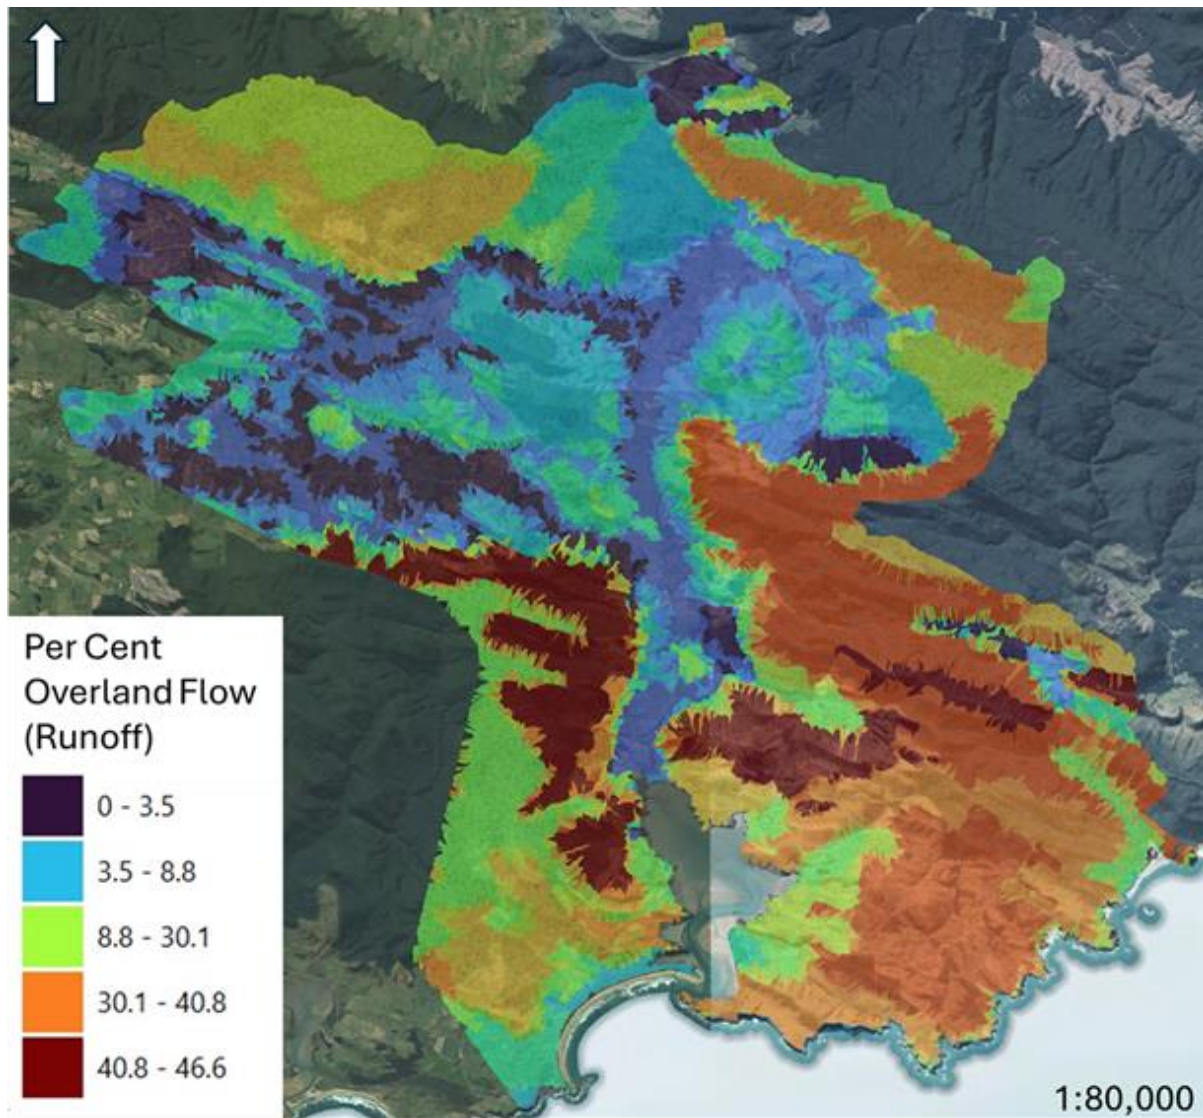 Per Cent
Overland Flow
(Runoff)
0 - 3.5
3.5 - 8.8
8.8 - 30.1
30.1 - 40.8
40.8 - 46.6
1:80,000